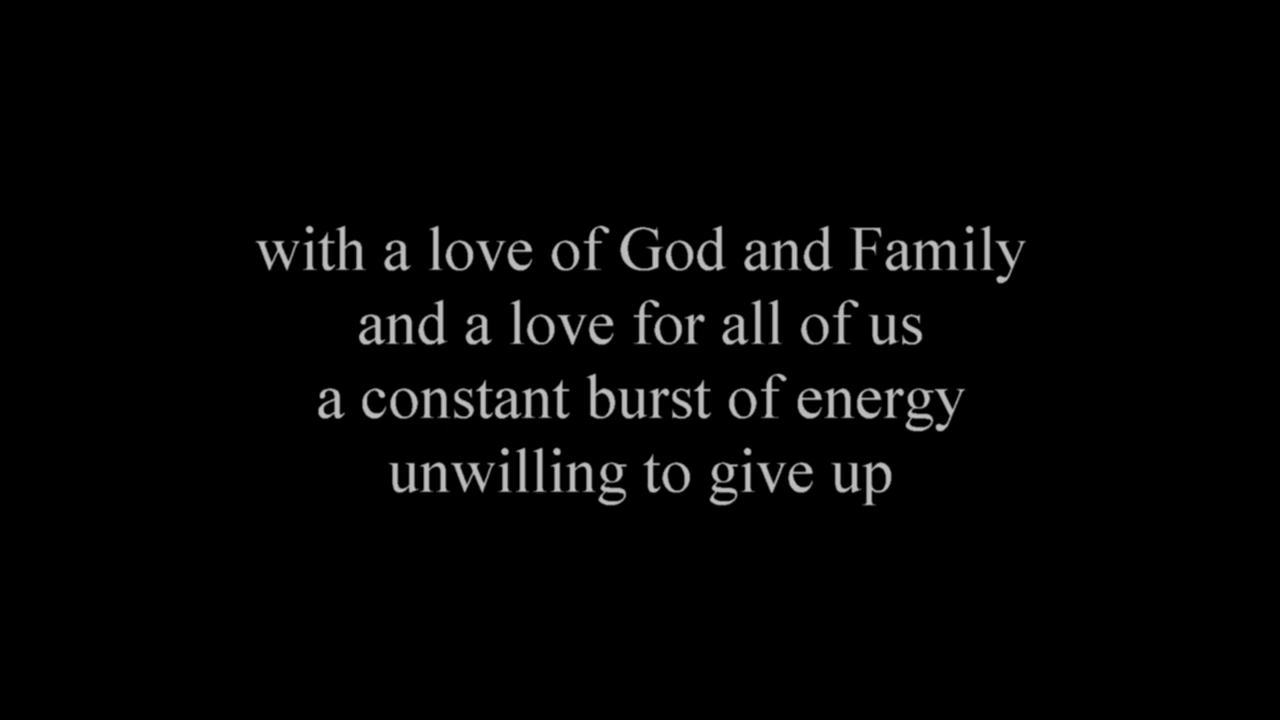 with a love of God and Family
and a love for all of us
a constant burst of energy
unwilling to give up